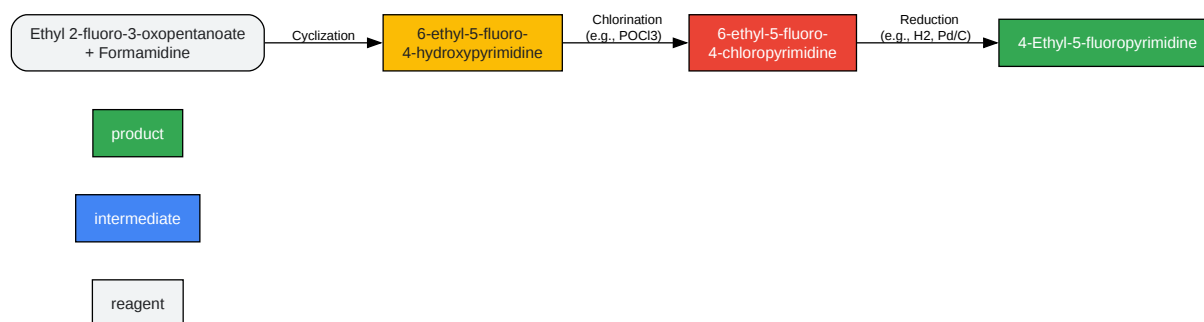 Ethyl 2-fluoro-3-oxopentanoate
+ Formamidine
Cyclization
6-ethyl-5-fluoro-
4-hydroxypyrimidine
Chlorination
(e.g., POCl3)
6-ethyl-5-fluoro-
4-chloropyrimidine
Reduction
(e.g., H2, Pd/C)
4-Ethyl-5-fluoropyrimidine
product
intermediate
reagent